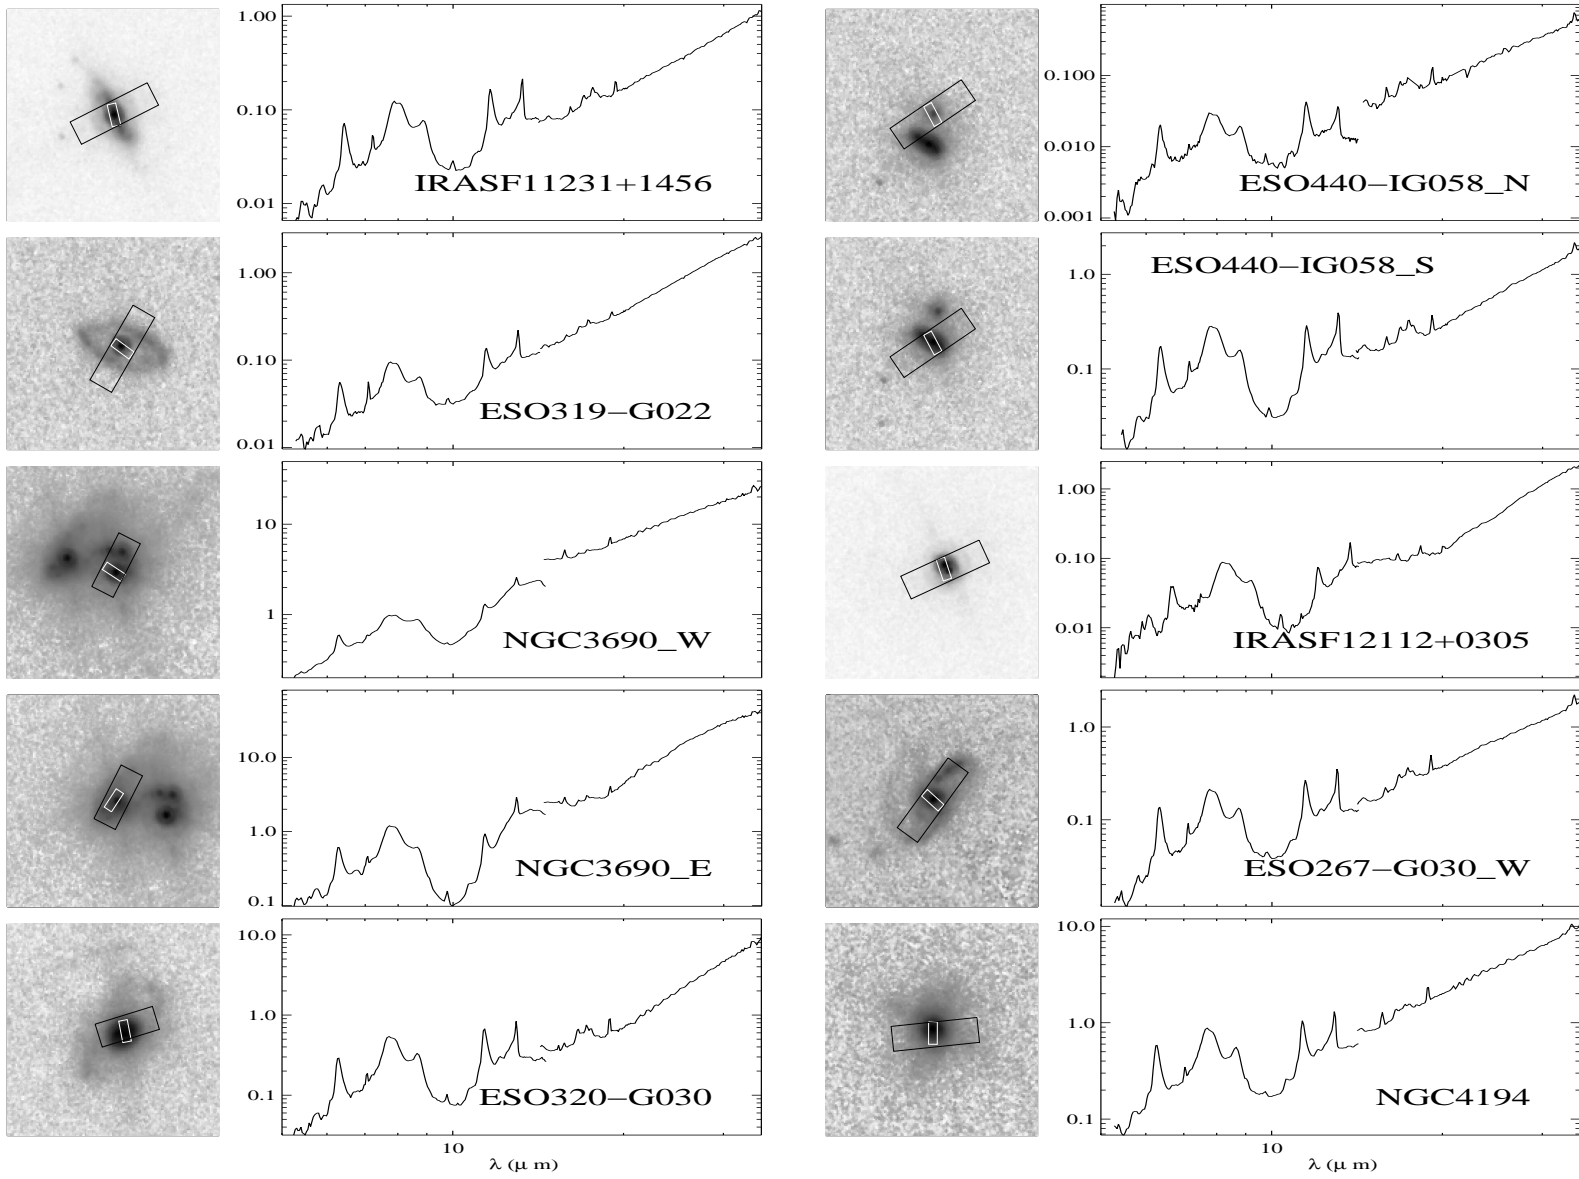 1.00
0.10
0.01
IRASF11231+1456
0.100
0.010
0.001
ESO440−IG058_N
1.00
0.10
0.01
ESO319−G022
1.0
0.1
ESO440−IG058_S
10
1
NGC3690_W
1.00
0.10
0.01
IRASF12112+0305
10.0
1.0
0.1
NGC3690_E
1.0
0.1
ESO267−G030_W
10.0
1.0
0.1
ESO320−G030
10
λ (μ m)
10.0
1.0
0.1
NGC4194
10
λ (μ m)